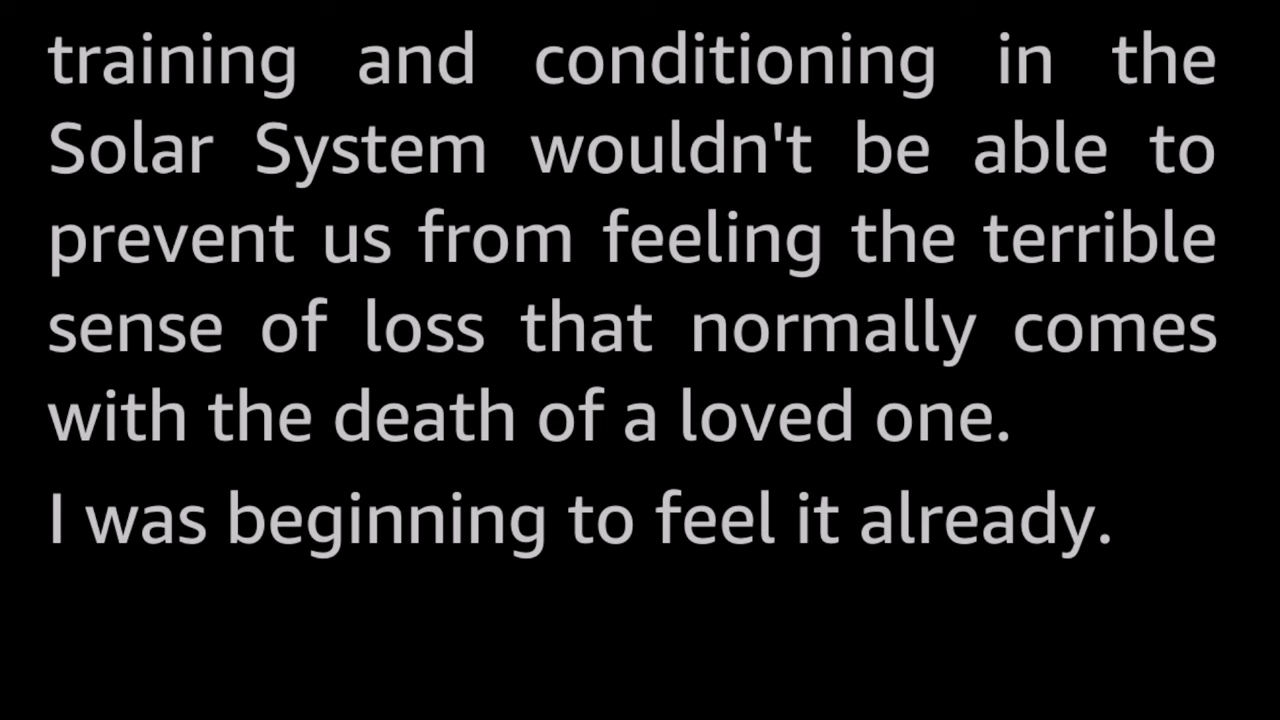 training and conditioning in the
Solar System wouldn't be able to
prevent us from feeling the terrible
sense of loss that normally comes
with the death of a loved one.
I was beginning to feel it already.